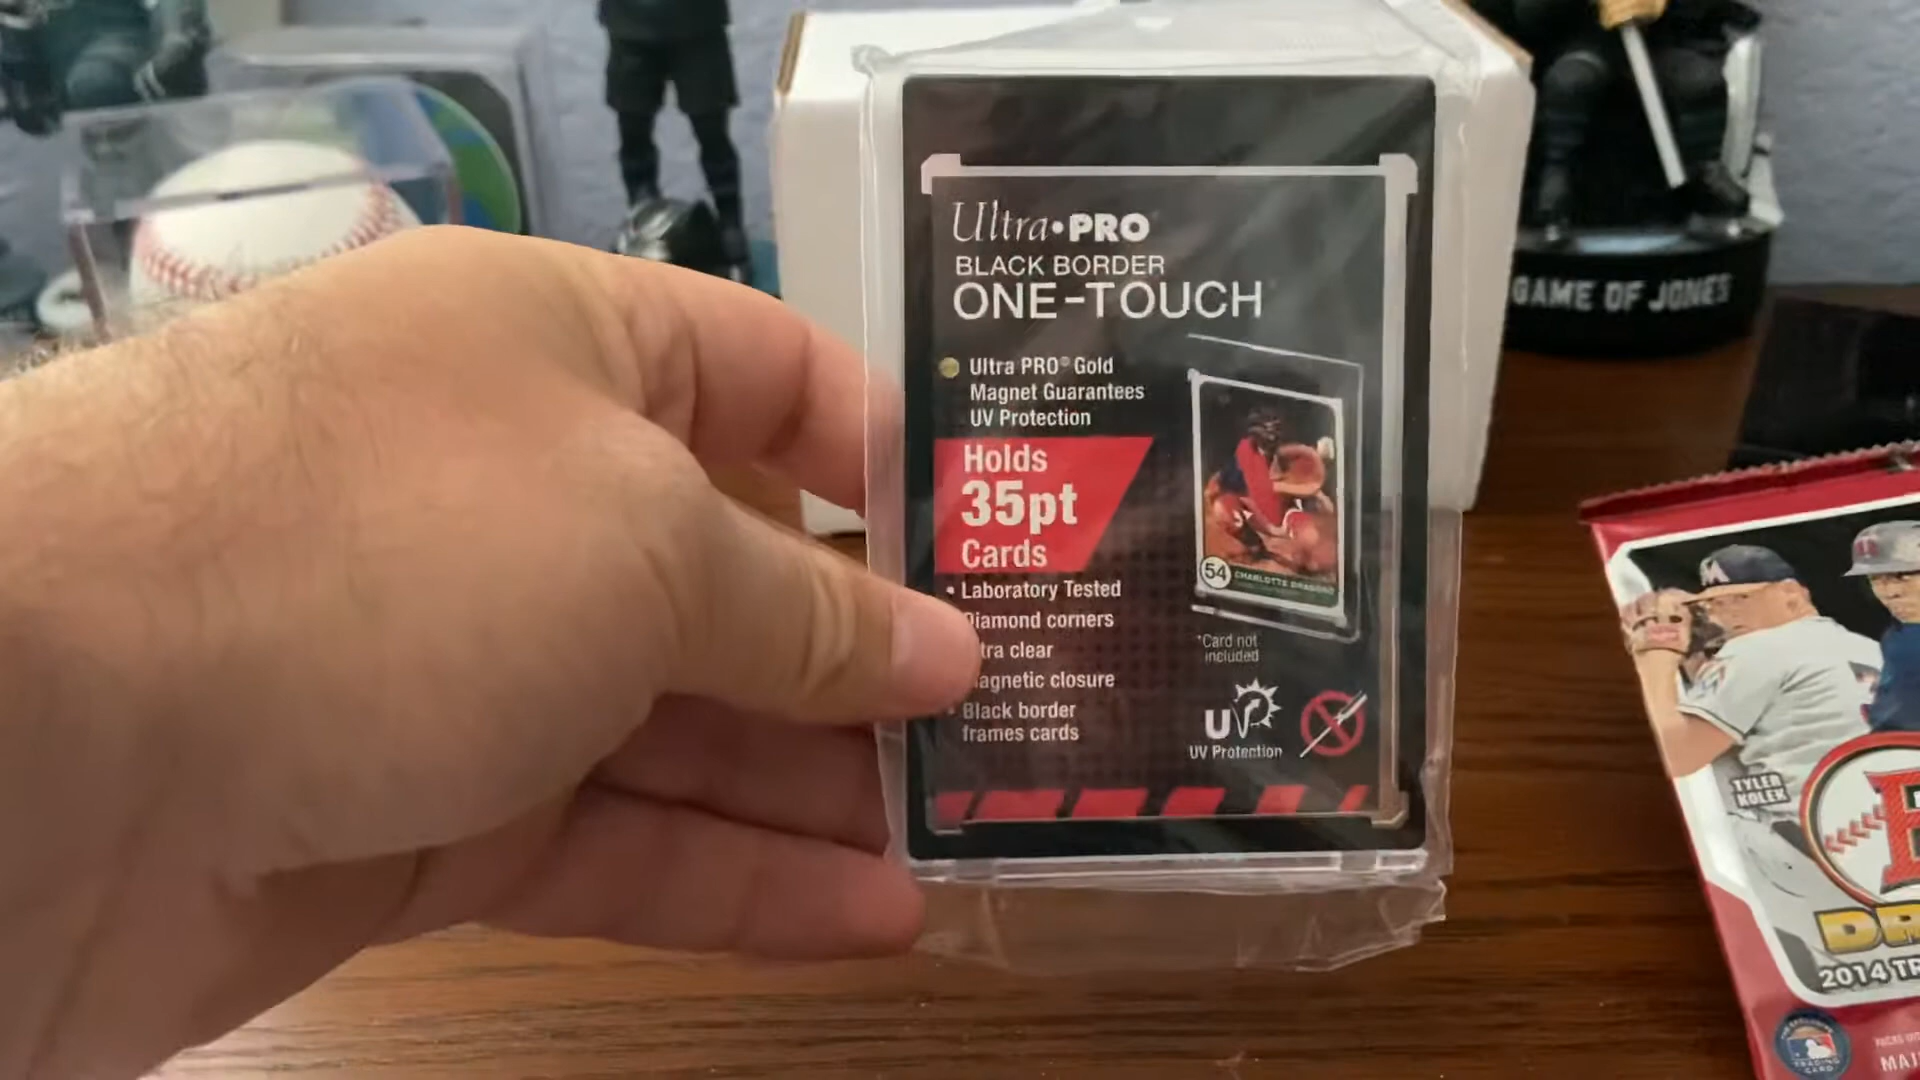 Ultra•PRO
BLACK BORDER
ONE-TOUCH
Ultra PRO® Gold
Magnet Guarantees
UV Protection
Holds
35pt
Cards
• Laboratory Tested
Diamond corners
tra clear
agnetic closure
• Black border
frames cards
54 CHARLOTTE DRAGONS
*Card not
included
UV
UV Protection
GAME OF JONES
M
TYLER
KOLEK
2014 TR